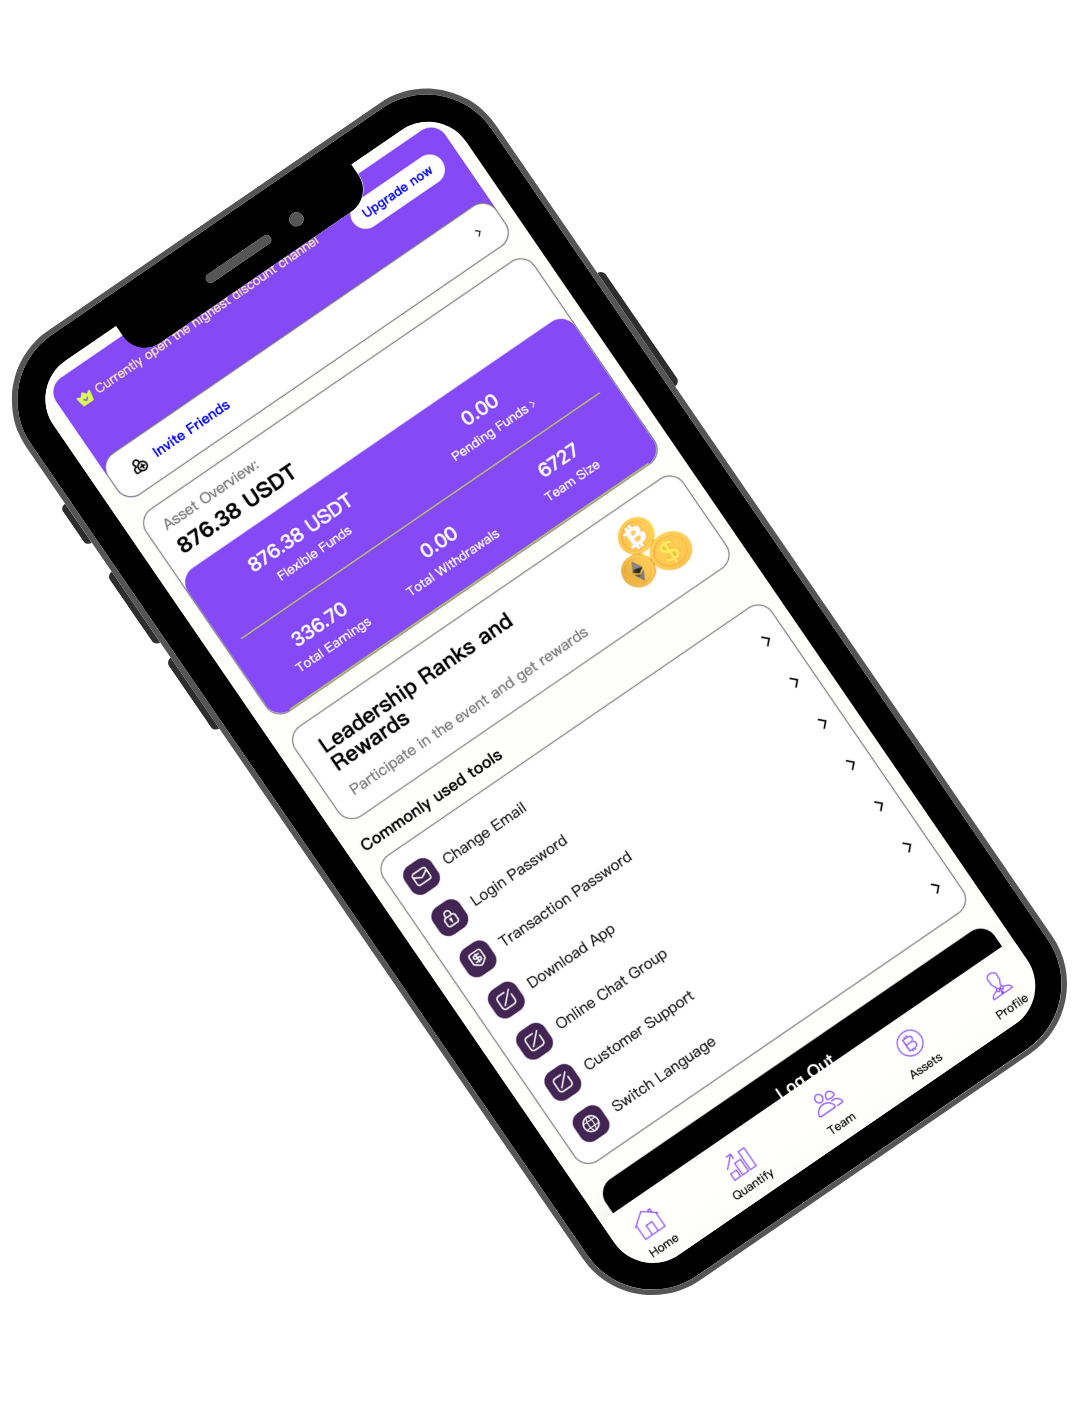 Upgrade now
Currently open the highest discount channel
Invite Friends
Asset Overview:
876.38 USDT
876.38 USDT
Flexible Funds
0.00
Pending Funds
336.70
Total Earnings
0.00
Total Withdrawals
6727
Team Size
Leadership Ranks and
Rewards
Participate in the event and get rewards
Commonly used tools
Change Email
Login Password
Transaction Password
Download App
Online Chat Group
Customer Support
Switch Language
Log Out
Home
Quantify
Team
Assets
Profile